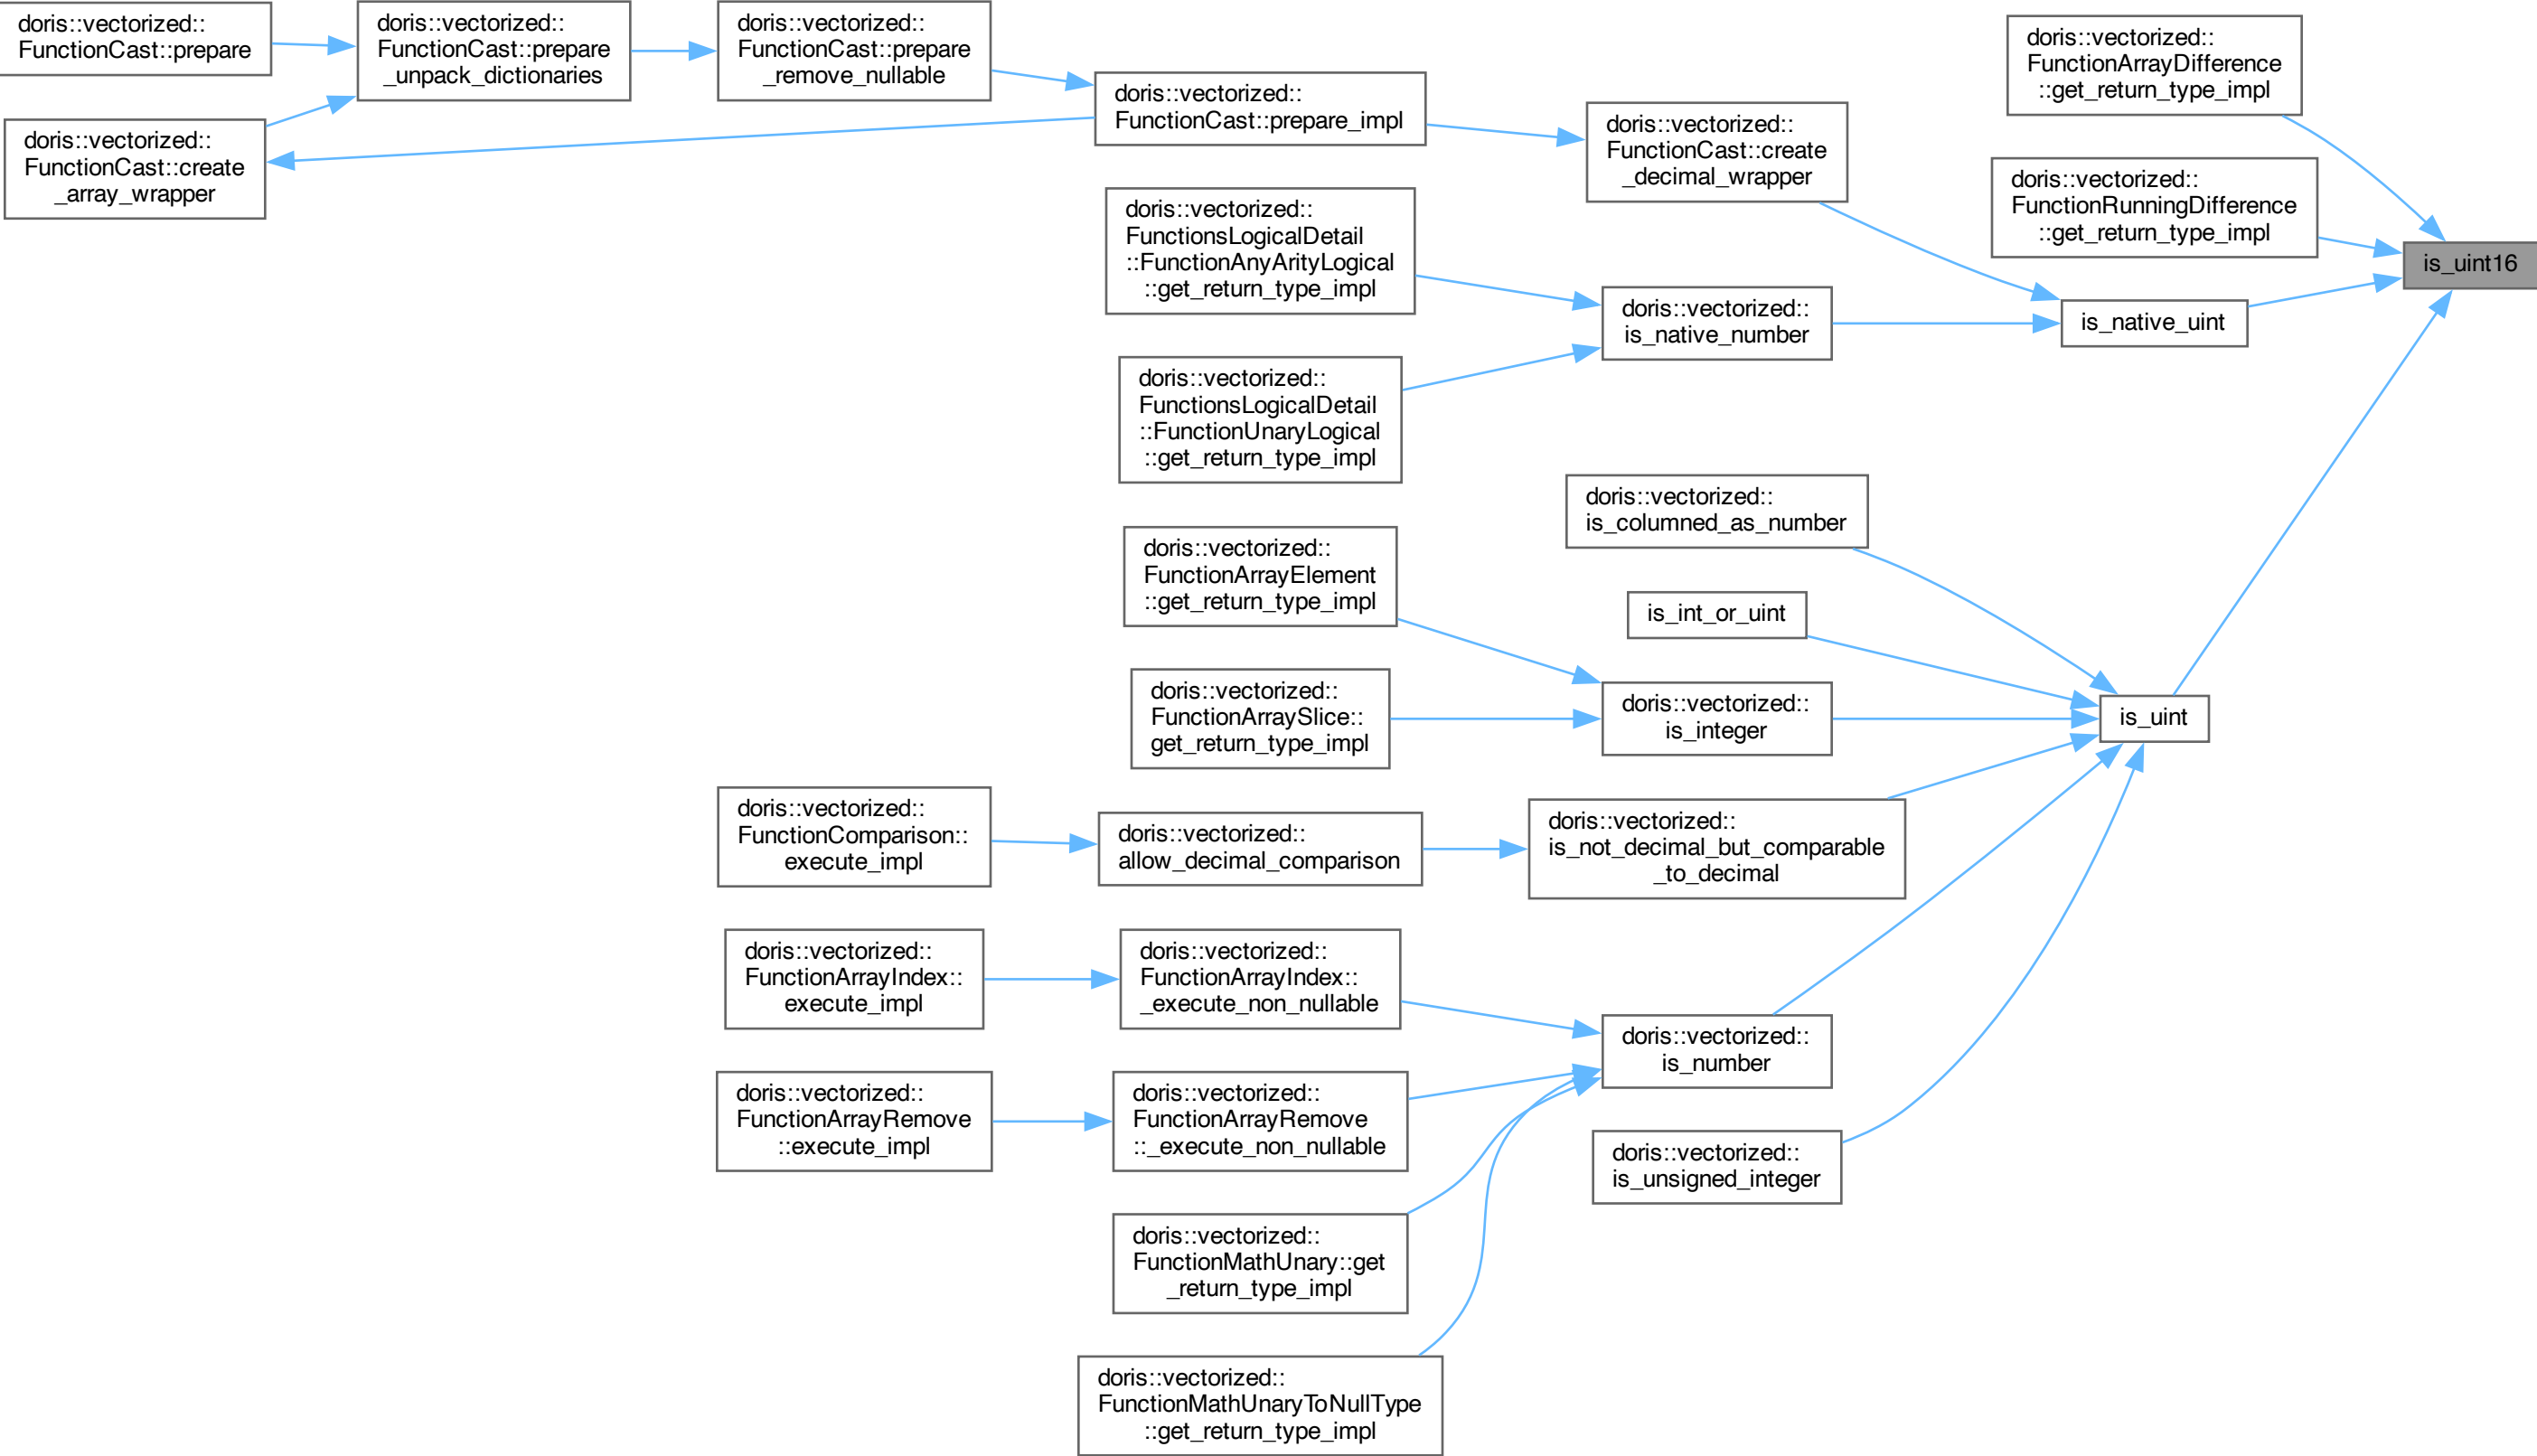 doris::vectorized::
FunctionCast::prepare
doris::vectorized::
FunctionCast::create
_array_wrapper
doris::vectorized::
FunctionCast::prepare
_unpack_dictionaries
doris::vectorized::
FunctionCast::prepare
_remove_nullable
doris::vectorized::
FunctionCast::prepare_impl
doris::vectorized::
FunctionCast::create
_decimal_wrapper
doris::vectorized::
FunctionArrayDifference
::get_return_type_impl
doris::vectorized::
FunctionRunningDifference
::get_return_type_impl
is_uint16
doris::vectorized::
FunctionsLogicalDetail
::FunctionAnyArityLogical
::get_return_type_impl
doris::vectorized::
is_native_number
is_native_uint
doris::vectorized::
FunctionsLogicalDetail
::FunctionUnaryLogical
::get_return_type_impl
doris::vectorized::
is_columned_as_number
doris::vectorized::
FunctionArrayElement
::get_return_type_impl
is_int_or_uint
doris::vectorized::
FunctionArraySlice::
get_return_type_impl
doris::vectorized::
is_integer
is_uint
doris::vectorized::
FunctionComparison::
execute_impl
doris::vectorized::
allow_decimal_comparison
doris::vectorized::
is_not_decimal_but_comparable
_to_decimal
doris::vectorized::
FunctionArrayIndex::
execute_impl
doris::vectorized::
FunctionArrayIndex::
_execute_non_nullable
doris::vectorized::
is_number
doris::vectorized::
FunctionArrayRemove
::execute_impl
doris::vectorized::
FunctionArrayRemove
::_execute_non_nullable
doris::vectorized::
is_unsigned_integer
doris::vectorized::
FunctionMathUnary::get
_return_type_impl
doris::vectorized::
FunctionMathUnaryToNullType
::get_return_type_impl